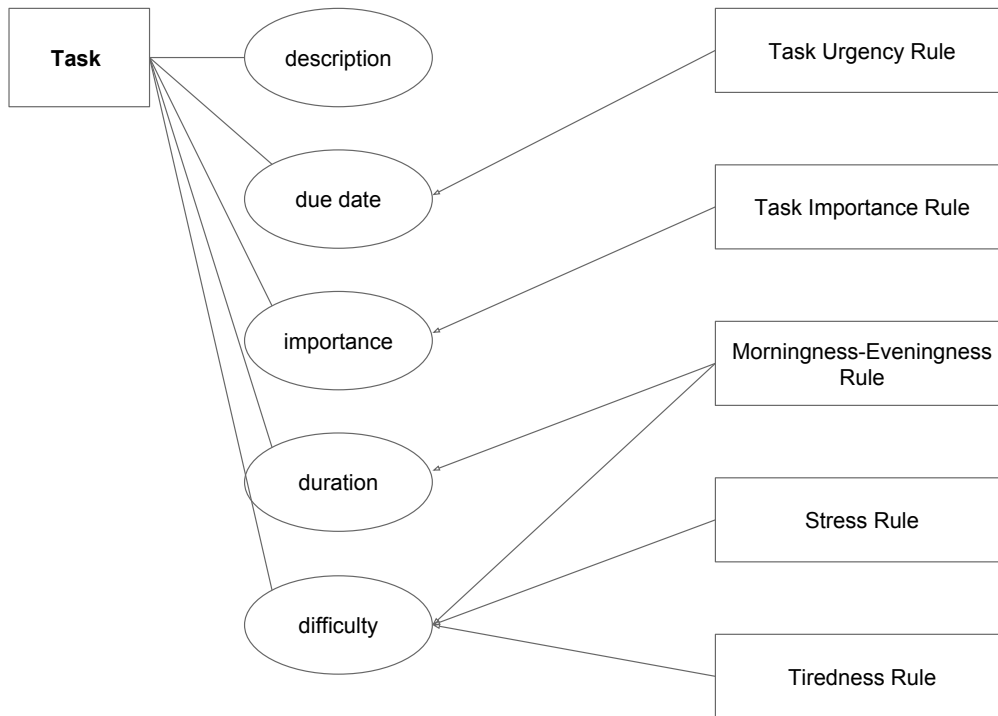 Task
description
Task Urgency Rule
due date
Task Importance Rule
importance
Morningness-Eveningness
Rule
duration
Stress Rule
difficulty
Tiredness Rule